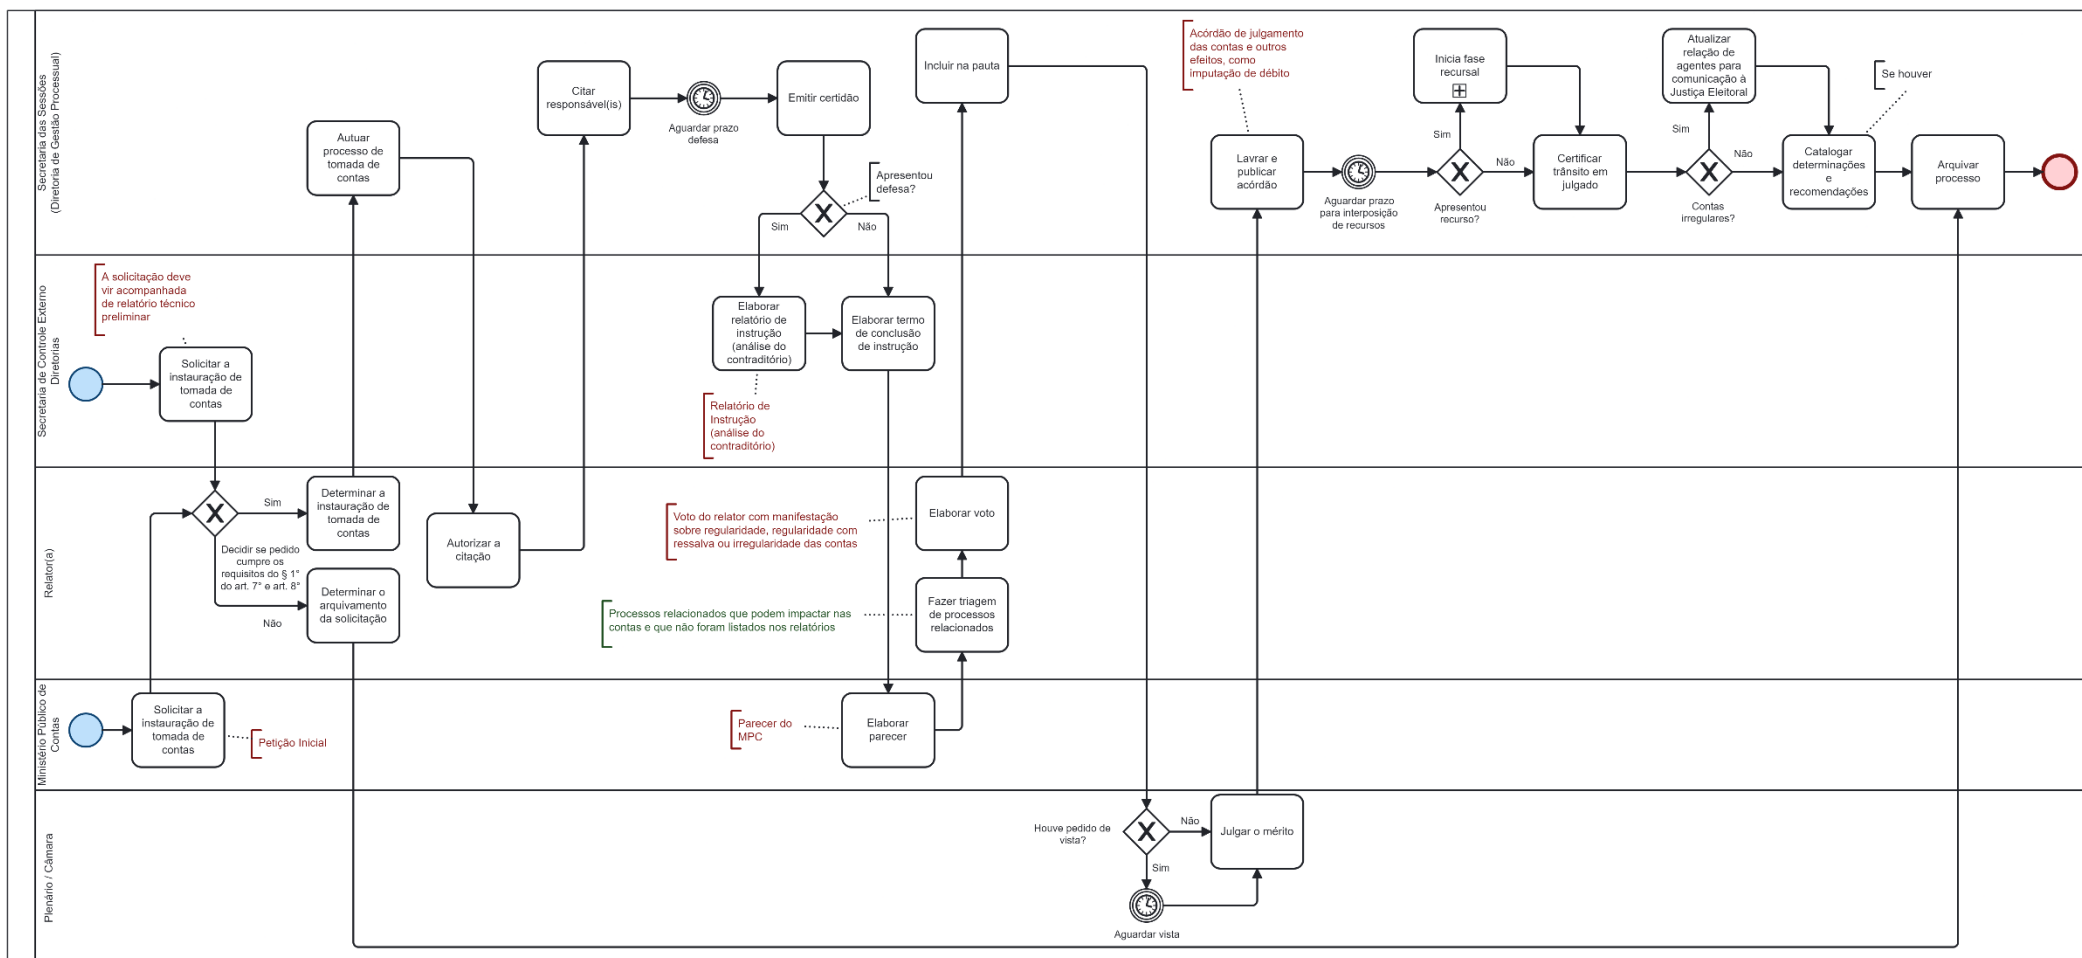 Secretaria das Sessões
(Diretoria de Gestão Processual)
Autuar
processo de
tomada de
contas
Citar
responsável(is)
Aguardar prazo
defesa
Emitir certidão
Apresentou
defesa?
Sim
Não
Incluir na pauta
Acórdão de julgamento
das contas e outros
efeitos, como
imputação de débito
Lavrar e
publicar
acórdão
Aguardar prazo
para interposição
de recursos
Inicia fase
recursal
Sim
Não
Apresentou
recurso?
Certificar
trânsito em
julgado
Atualizar
relação de
agentes para
comunicação à
Justiça Eleitoral
Sim
Não
Contas
irregulares?
Se houver
Catalogar
determinações
e
recomendações
Arquivar
processo
Secretaria de Controle Externo
Diretorias
A solicitação deve
vir acompanhada
de relatório técnico
preliminar
Solicitar a
instauração de
tomada de
contas
Elaborar
relatório de
instrução
(análise do
contraditório)
Elaborar termo
de conclusão
de instrução
Relatório de
Instrução
(análise do
contraditório)
Relator(a)
Sim
Determinar a
instauração de
tomada de
contas
Decidir se pedido
cumpre os
requisitos do § 1°
do art. 7° e art. 8°
Não
Determinar o
arquivamento
da solicitação
Autorizar a
citação
Voto do relator com manifestação
sobre regularidade, regularidade com
ressalva ou irregularidade das contas
Elaborar voto
Processos relacionados que podem impactar nas
contas e que não foram listados nos relatórios
Fazer triagem
de processos
relacionados
Ministério Público de
Contas
Solicitar a
instauração de
tomada de
contas
Petição Inicial
Parecer do
MPC
Elaborar
parecer
Plenário / Câmara
Houve pedido de
vista?
Não
Sim
Julgar o mérito
Aguardar vista